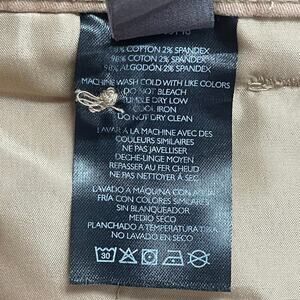 98% COTTON 2% SPANDEX
98% COTON 2% SPANDEX
98% ALGODÓN 2% SPANDEX
MACHINE WASH COLD WITH LIKE COLORS
DO NOT BLEACH
TUMBLE DRY LOW
COOL IRON
DO NOT DRY CLEAN
LAVAR A LA MACHINE AVEC DES
COULEURS SIMILAIRES
NE PAS JAVELLISER
DECHE-LINGE MOYEN
REPASSER AU FER CHEUD
NE PAS NETTOYER À SEC
LAVADO A MÁQUINA CON AGUA
FRÍA CON COLORES SIMILARES
SIN BLANQUEADOR
MEDIO SECO
PLANCHADO A TEMPERATURA TIBIA
NO LAVADO EN SECO
30